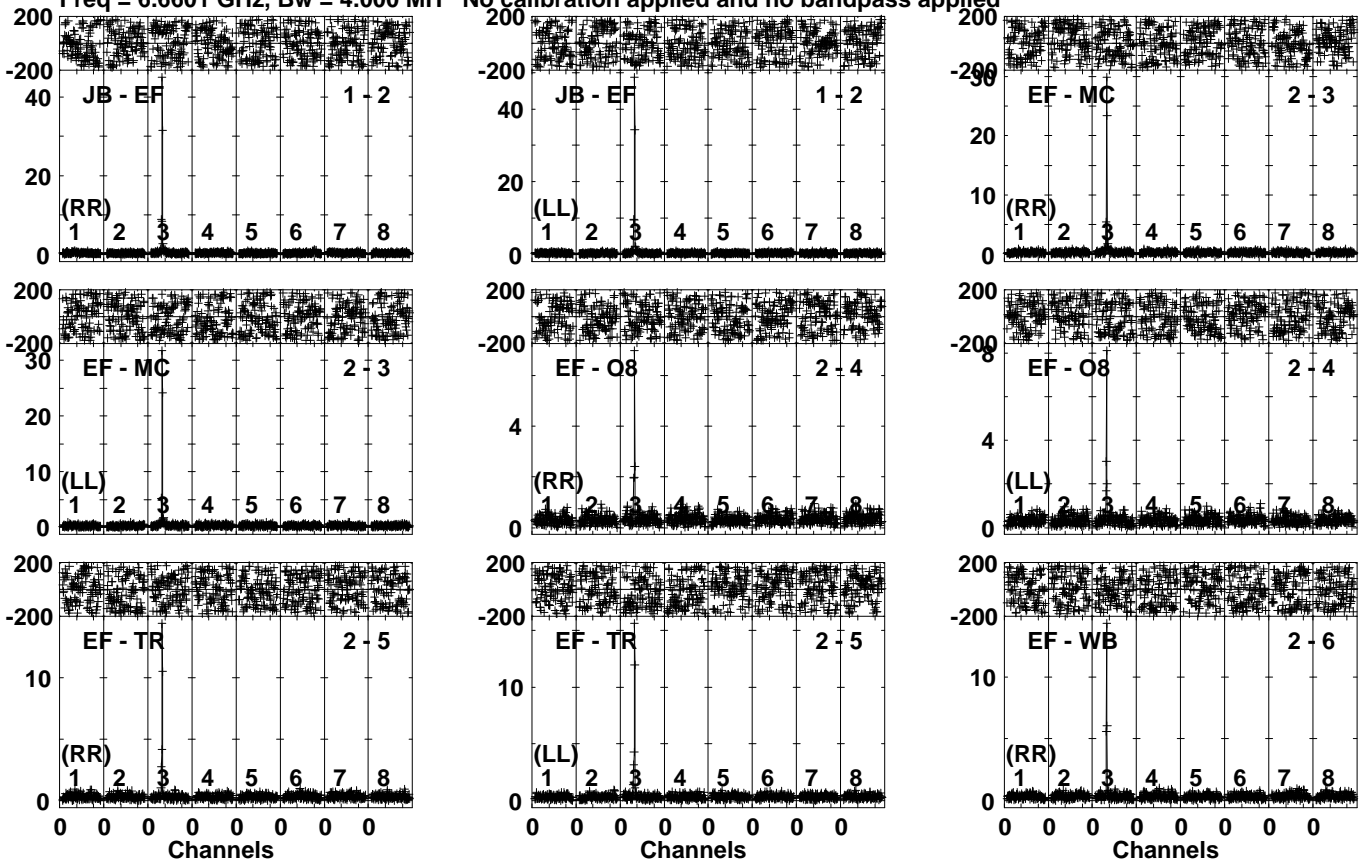 Freq = 6.6601 GHz, Bw = 4.000 MH No calibration applied and no bandpass applied
200 200 200
-200 -200 -200
JB - EF 1 - 2 JB - EF 1 - 2 EF - MC 2 - 3
40 40 30
20 20 20
10
(RR) (LL) (RR)
1 2 3 4 5 6 7 8 1 2 3 4 5 6 7 8 1 2 3 4 5 6 7 8
0 0 0
200 200 200
-200 -200 -200
EF - MC 2 - 3 EF - O8 2 - 4 EF - O8 2 - 4
30 8
20 4 4
10
(LL) (RR) (LL)
1 2 3 4 5 6 7 8 1 2 3 4 5 6 7 8 1 2 3 4 5 6 7 8
0 0 0
200 200 200
-200 -200 -200
EF - TR 2 - 5 EF - TR 2 - 5 EF - WB 2 - 6
10 10 10
(RR) (LL) (RR)
1 2 3 4 5 6 7 8 1 2 3 4 5 6 7 8 1 2 3 4 5 6 7 8
0 0 0
0 0 0 0 0 0 0 0 0 0 0 0 0 0 0 0 0 0 0 0 0 0 0 0
Channels Channels Channels